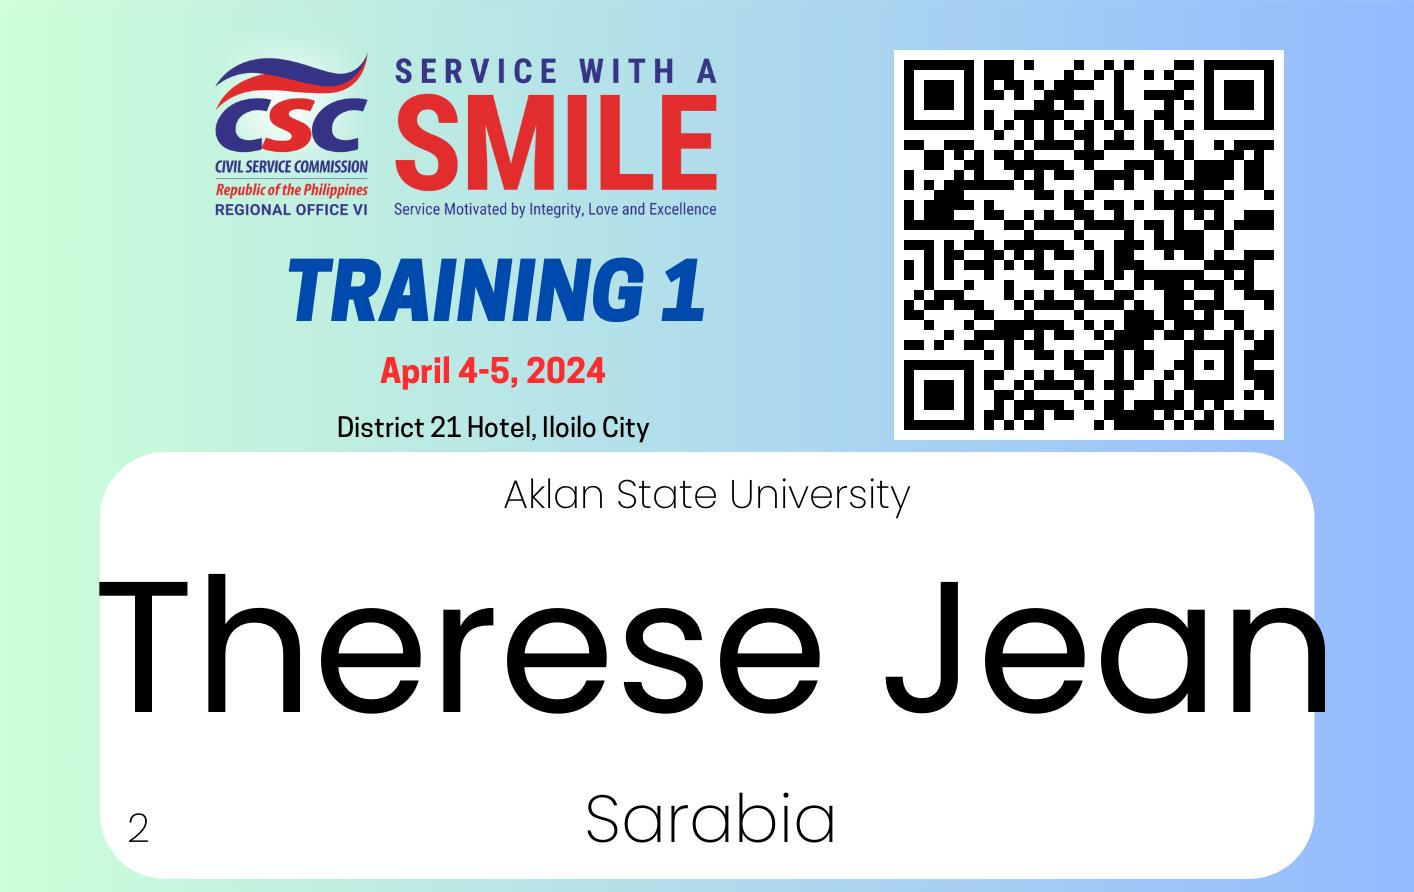 CSC
CIVIL SERVICE COMMISSION
Republic of the Philippines
REGIONAL OFFICE VI
SERVICE WITH A
SMILE
Service Motivated by Integrity, Love and Excellence
TRAINING 1
April 4-5, 2024
District 21 Hotel, Iloilo City
Aklan State University
Therese Jean
Sarabia
2